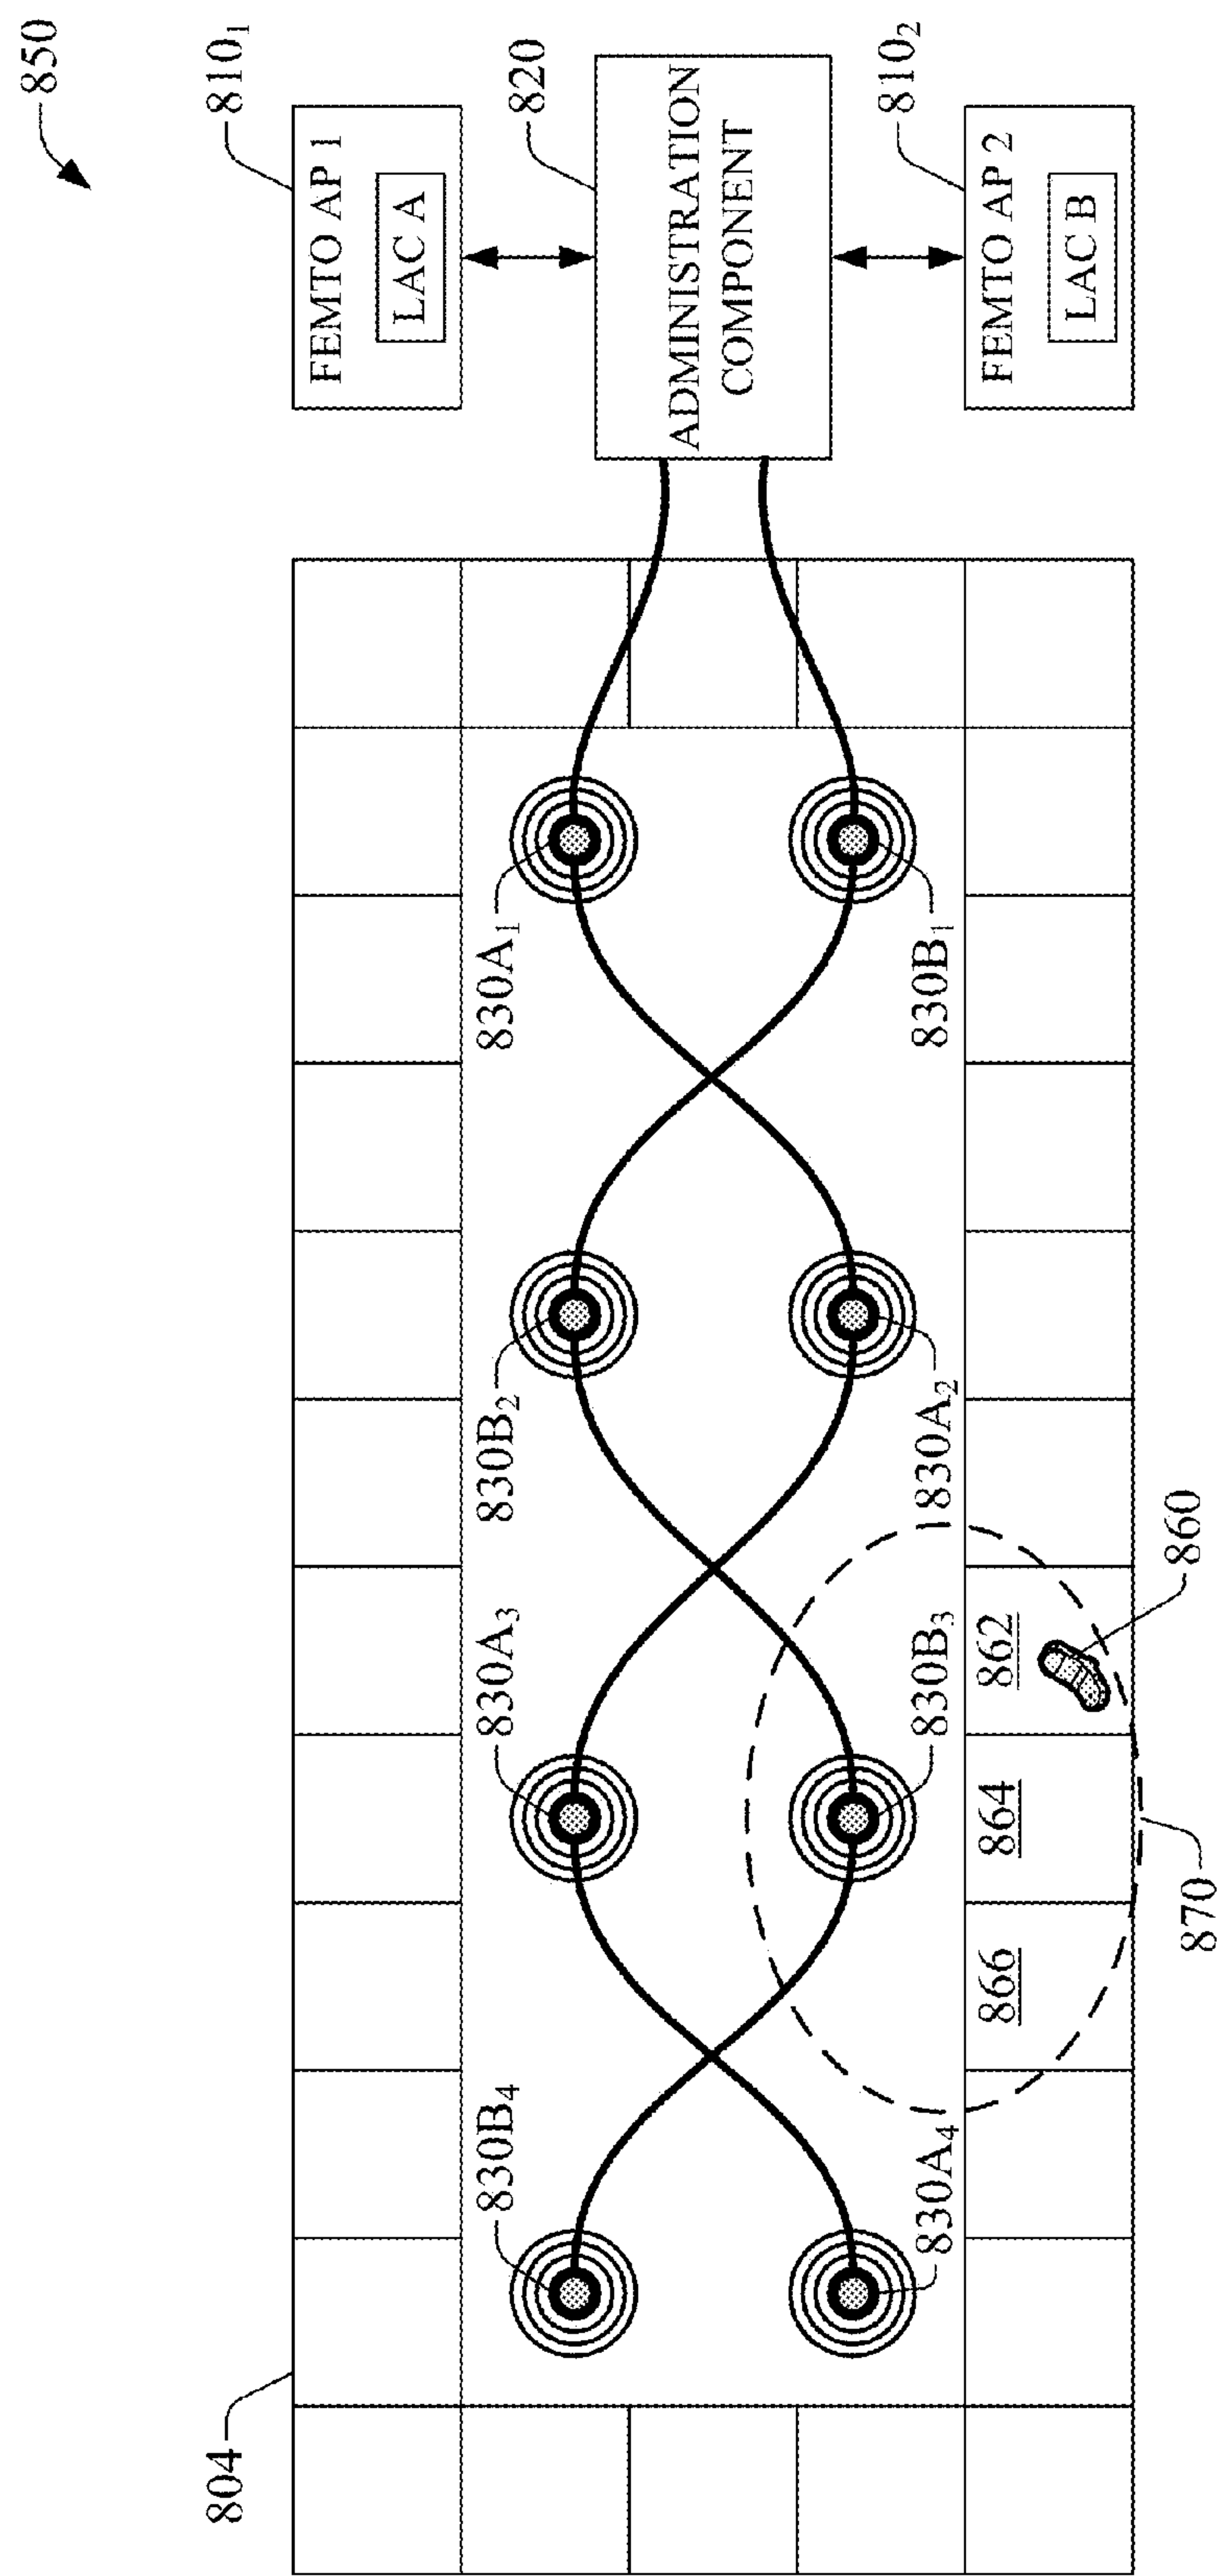 850
804
810₁
FEMTO AP 1
LAC A
820
ADMINISTRATION
COMPONENT
810₂
FEMTO AP 2
LAC B
830B₄
830A₃
830B₂
830A₁
830A₄
830B₃
830A₂
830B₁
866
864
862
860
870